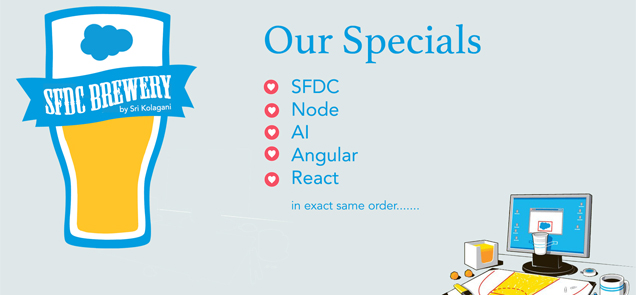 SFDC BREWERY
by Sri Kolagani
Our Specials
SFDC
Node
AI
Angular
React
in exact same order.......